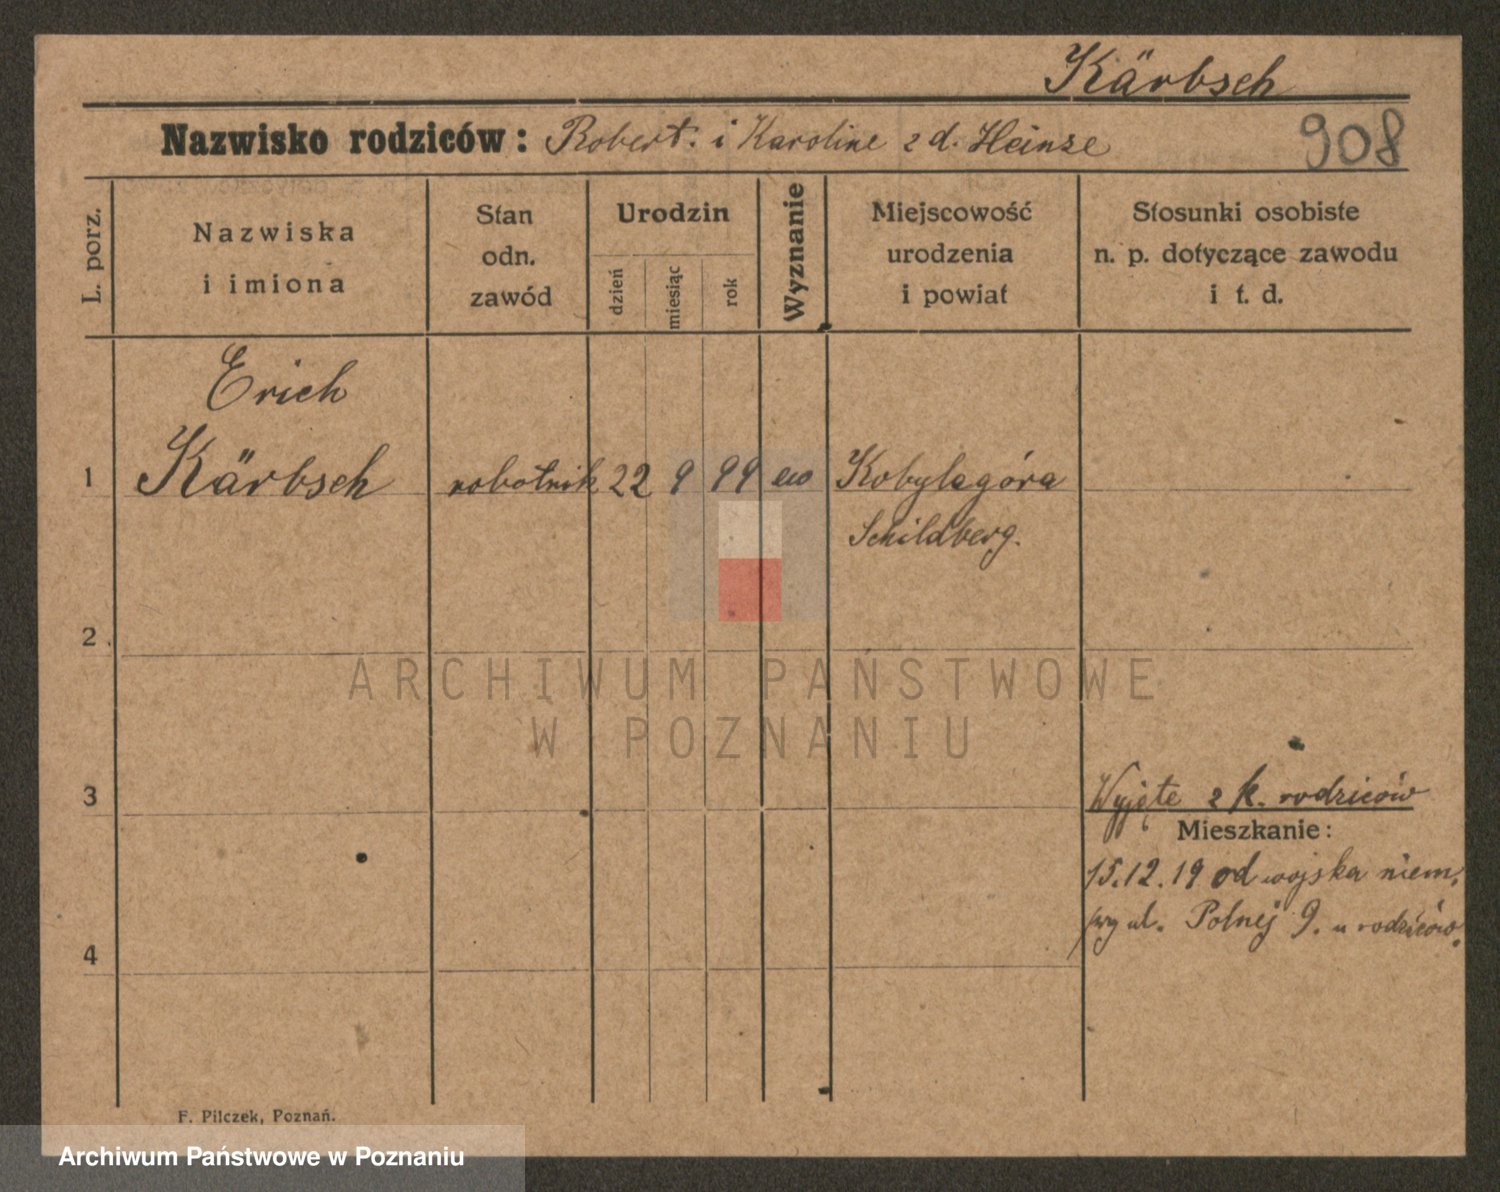 Kärbsch
Nazwisko rodziców: Robert i Karoline z d. Heinze
908
L. porz.
Nazwiska
i imiona
Stan
odn.
zawód
Urodzin
dzień
miesiąc
rok
Wyznanie
Miejscowość
urodzenia
i powiat
Stosunki osobiste
n. p. dotyczące zawodu
i t. d.
Erich
1 Kärbsch robotnik 22 9 99 ew Kobylagóra
Schildberg.
2
ARCHIWUM PAŃSTWOWE
W POZNANIU
3
Wyjęte z k. rodziców
Mieszkanie:
15.12.19 od wojska niem.
ul. Polnej 9. u rodziców.
4
F. Pilczek, Poznań.
Archiwum Państwowe w Poznaniu